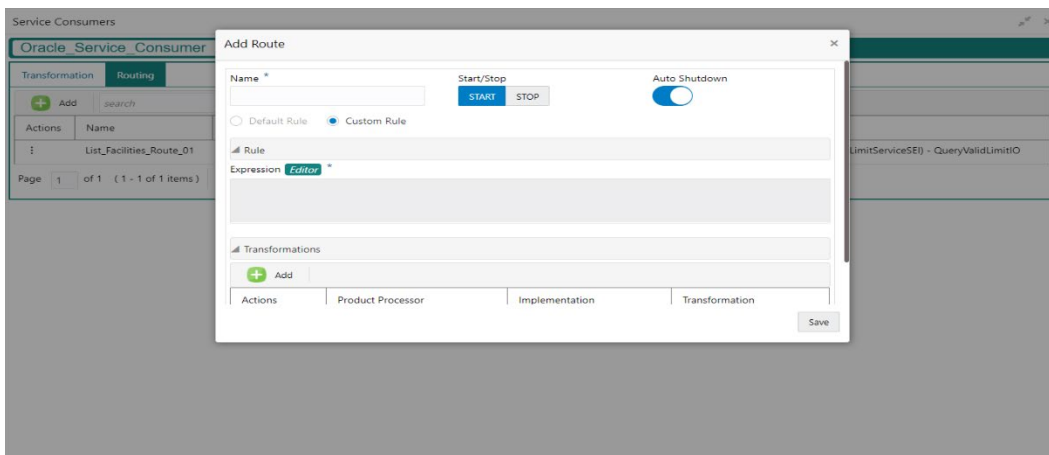 Service Consumers
Oracle_Service_Consumer
Transformation Routing
Add search
Actions Name
List_Facilities_Route_01 LimitServiceSEI) - QueryValidLimitIO
Page 1 of 1 ( 1 - 1 of 1 items )
Add Route
Name * Start/Stop Auto Shutdown
START STOP
Default Rule Custom Rule
Rule
Expression Editor *
Transformations
Add
Actions Product Processor Implementation Transformation
Save